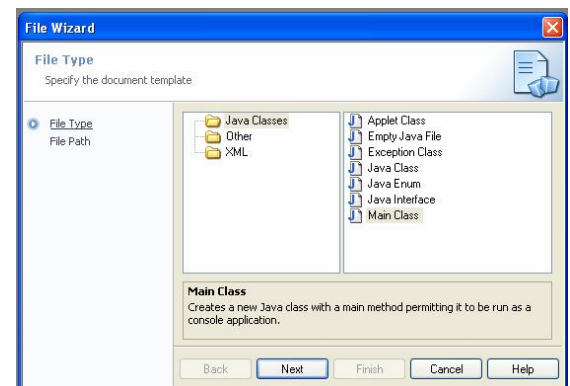 File Wizard
File Type
Specify the document template
File Type
File Path
Java Classes
Other
XML
Applet Class
Empty Java File
Exception Class
Java Class
Java Enum
Java Interface
Main Class
Main Class
Creates a new Java class with a main method permitting it to be run as a
console application.
Back
Next
Finish
Cancel
Help